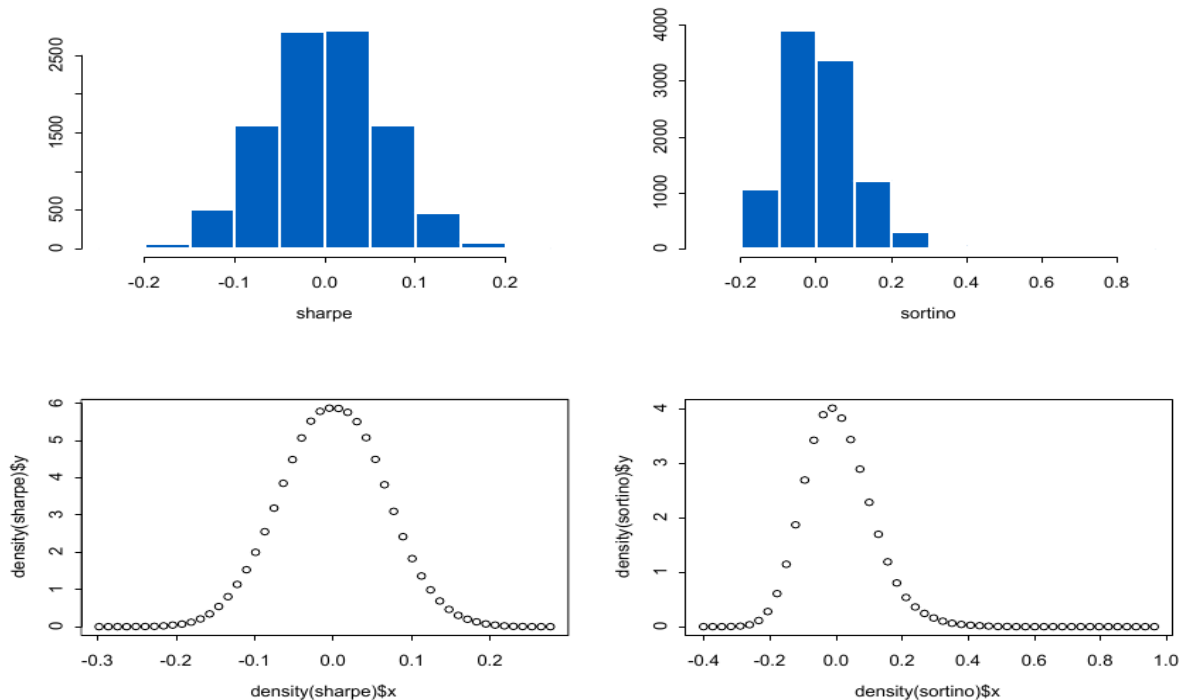 2500
1500
500
0
-0.2 -0.1 0.0 0.1 0.2
sharpe
4000
3000
2000
1000
0
-0.2 0.0 0.2 0.4 0.6 0.8
sortino
6
5
4
3
2
1
0
density(sharpe)$y
-0.3 -0.2 -0.1 0.0 0.1 0.2
density(sharpe)$x
4
3
2
1
0
density(sortino)$y
-0.4 -0.2 0.0 0.2 0.4 0.6 0.8 1.0
density(sortino)$x